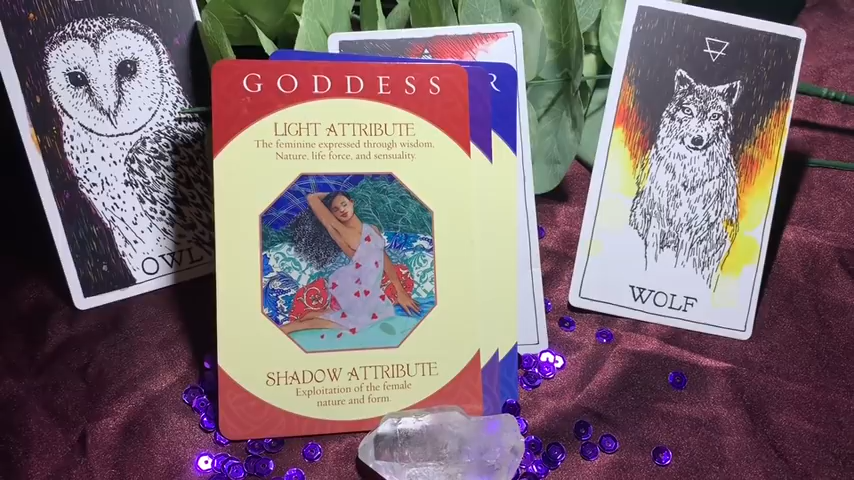 GODDESS
LIGHT ATTRIBUTE
The feminine expressed through wisdom,
Nature, life force, and sensuality.
SHADOW ATTRIBUTE
Exploitation of the female
nature and form.
R
OWL
WOLF